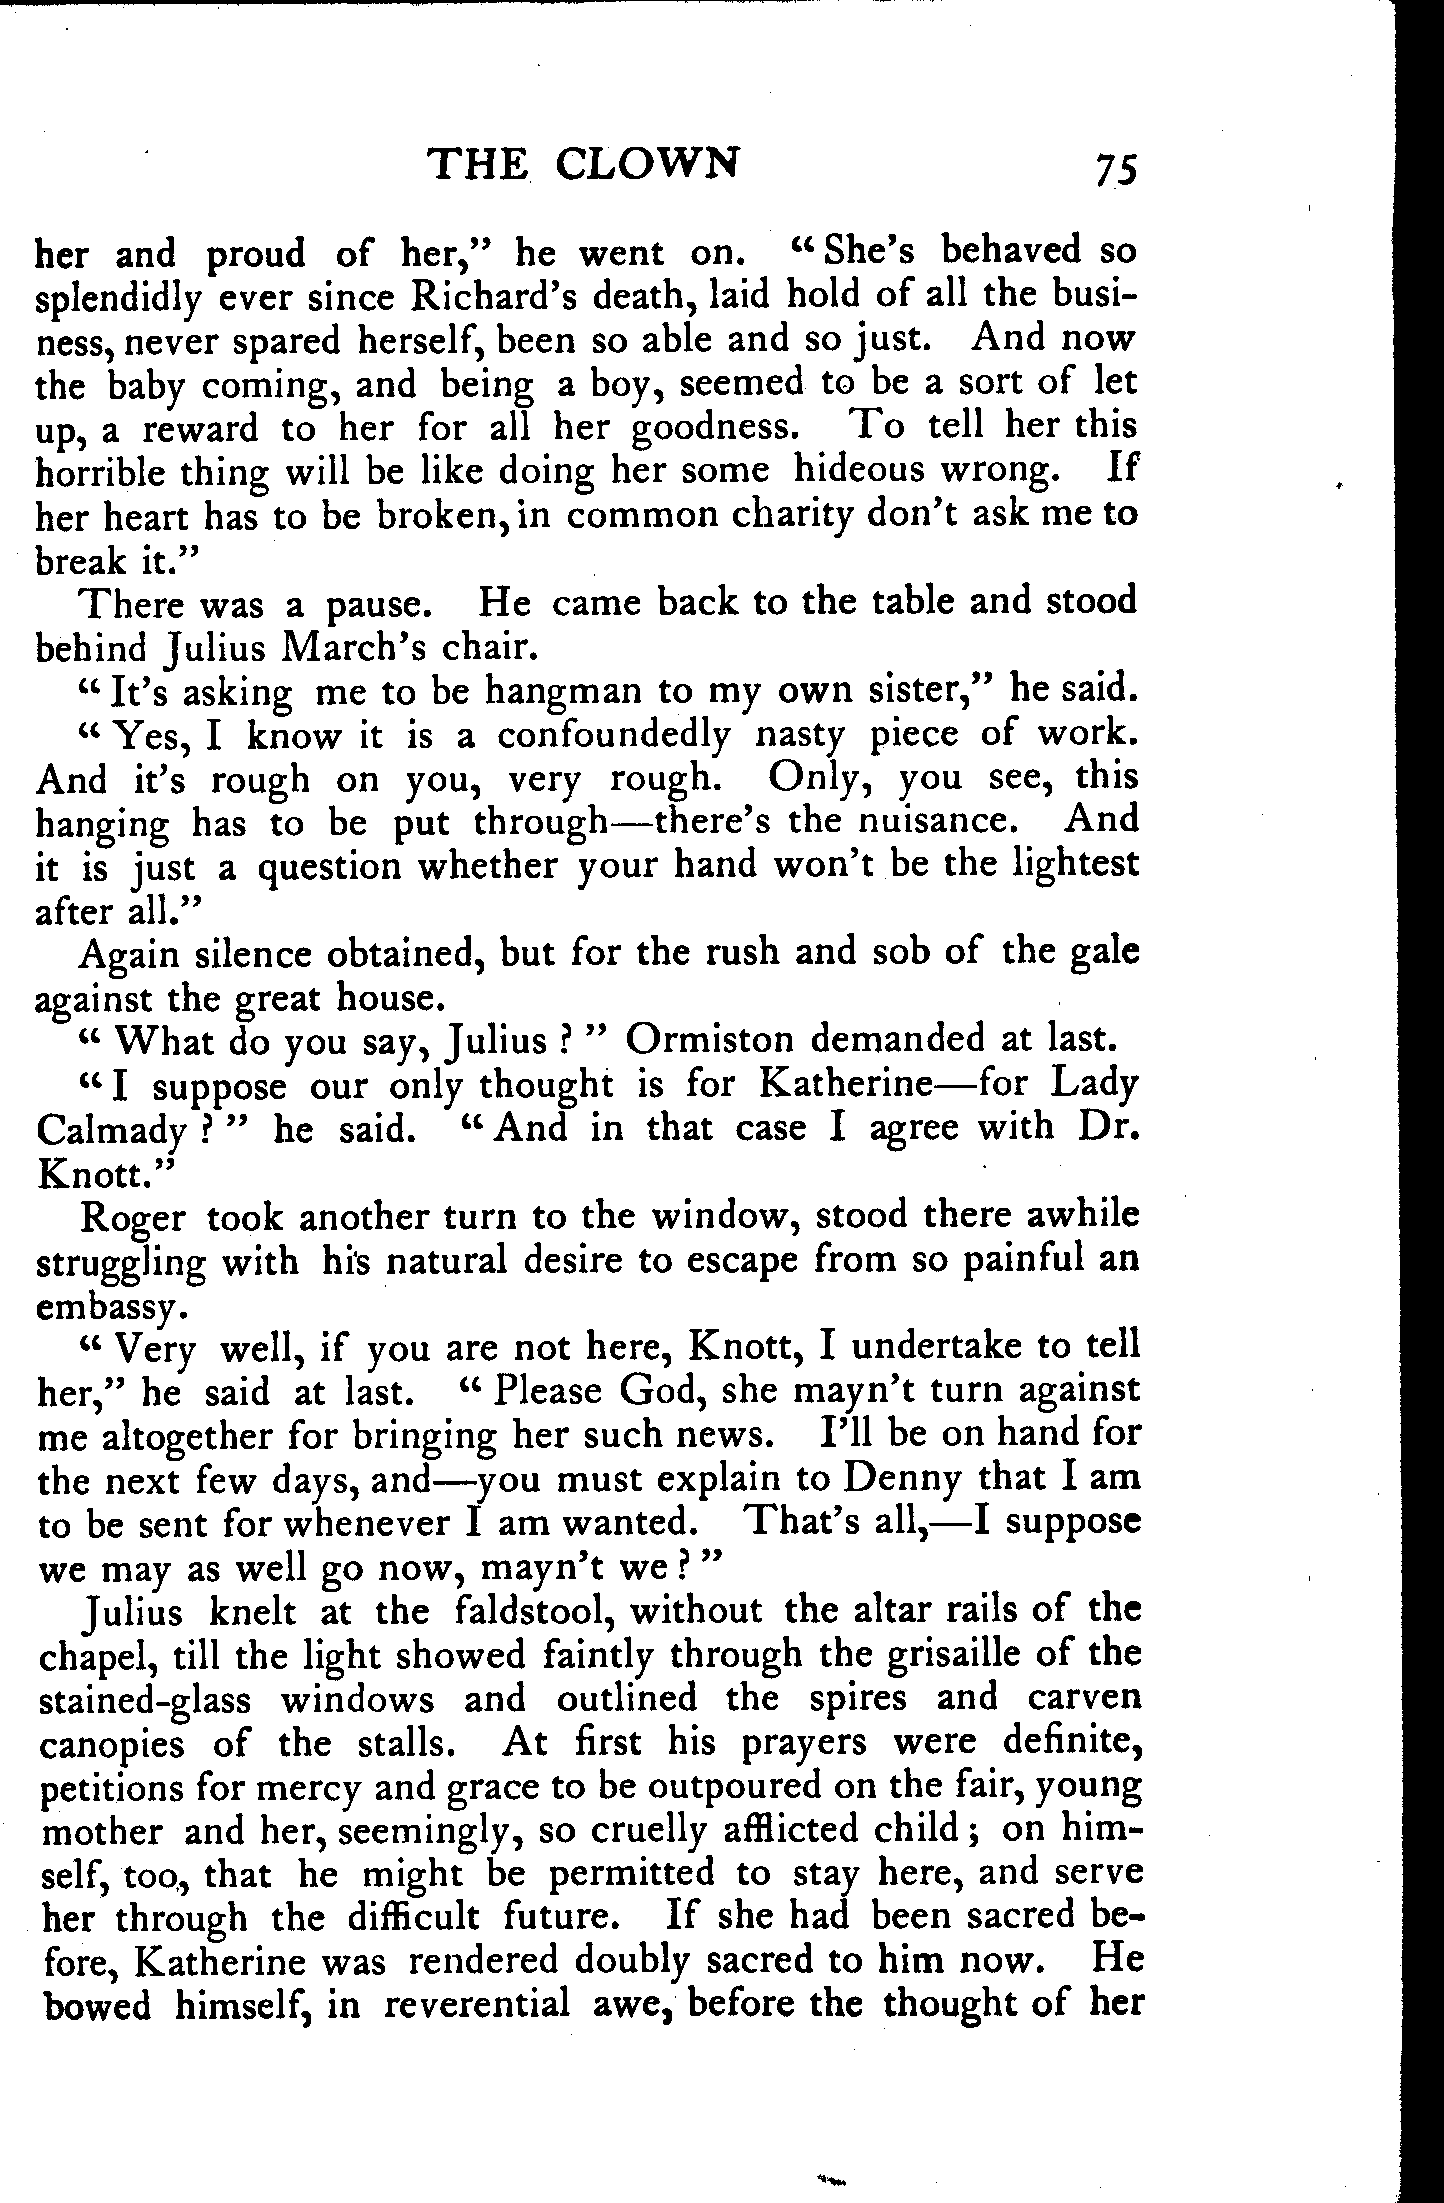 THE CLOWN 75
her and proud of her,” he went on. “She’s behaved so
splendidly ever since Richard’s death, laid hold of all the busi-
ness, never spared herself, been so able and so just. And now
the baby coming, and being a boy, seemed to be a sort of let
up, a reward to her for all her goodness. To tell her this
horrible thing will be like doing her some hideous wrong. If
her heart has to be broken, in common charity don’t ask me to
break it.”
There was a pause. He came back to the table and stood
behind Julius March’s chair.
“It’s asking me to be hangman to my own sister,” he said.
“Yes, I know it is a confoundedly nasty piece of work.
And it’s rough on you, very rough. Only, you see, this
hanging has to be put through—there’s the nuisance. And
it is just a question whether your hand won’t be the lightest
after all.”
Again silence obtained, but for the rush and sob of the gale
against the great house.
“What do you say, Julius?” Ormiston demanded at last.
“I suppose our only thought is for Katherine—for Lady
Calmady?” he said. “And in that case I agree with Dr.
Knott.”
Roger took another turn to the window, stood there awhile
struggling with his natural desire to escape from so painful an
embassy.
“Very well, if you are not here, Knott, I undertake to tell
her,” he said at last. “Please God, she mayn’t turn against
me altogether for bringing her such news. I’ll be on hand for
the next few days, and—you must explain to Denny that I am
to be sent for whenever I am wanted. That’s all,—I suppose
we may as well go now, mayn’t we?”
Julius knelt at the faldstool, without the altar rails of the
chapel, till the light showed faintly through the grisaille of the
stained-glass windows and outlined the spires and carven
canopies of the stalls. At first his prayers were definite,
petitions for mercy and grace to be outpoured on the fair, young
mother and her, seemingly, so cruelly afflicted child; on him-
self, too, that he might be permitted to stay here, and serve
her through the difficult future. If she had been sacred be-
fore, Katherine was rendered doubly sacred to him now. He
bowed himself, in reverential awe, before the thought of her